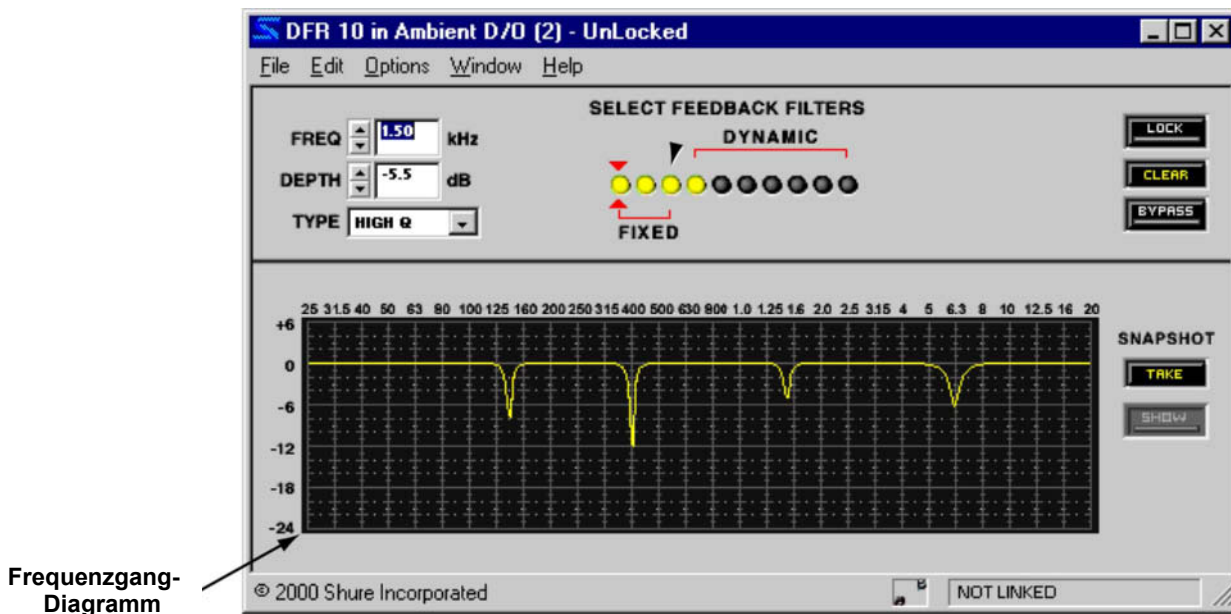 DFR 10 in Ambient D/O (2) - UnLocked
File Edit Options Window Help
SELECT FEEDBACK FILTERS
DYNAMIC
FREQ 1.50 kHz
DEPTH -5.5 dB
TYPE HIGH Q
FIXED
LOCK
CLEAR
BYPASS
25 31.5 40 50 63 80 100 125 160 200 250 315 400 500 630 800 1.0 1.25 1.6 2.0 2.5 3.15 4 5 6.3 8 10 12.5 16 20
+6
0
-6
-12
-18
-24
SNAPSHOT
TAKE
SHOW
Frequenzgang-
Diagramm
© 2000 Shure Incorporated
NOT LINKED